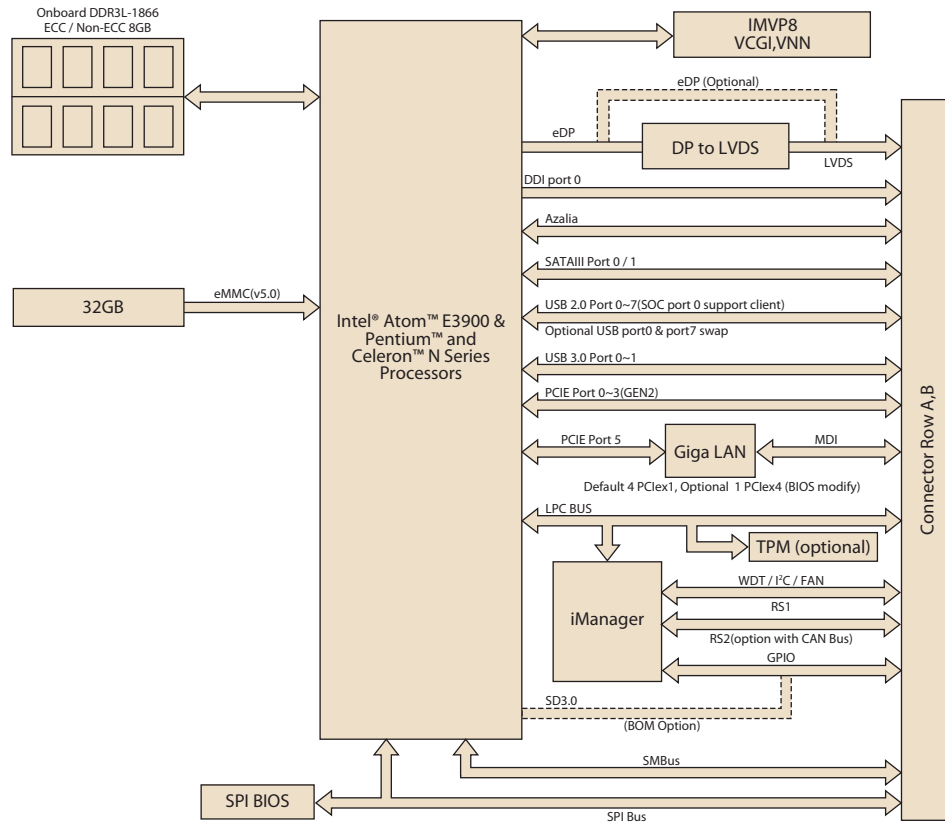 Onboard DDR3L-1866
ECC / Non-ECC 8GB
IMVP8
VCGI,VNN
eDP (Optional)
eDP
DP to LVDS
LVDS
DDI port 0
Azalia
SATAIII Port 0 / 1
32GB
eMMC(v5.0)
USB 2.0 Port 0~7(SOC port 0 support client)
Optional USB port0 & port7 swap
Intel® Atom™ E3900 &
Pentium™ and
Celeron™ N Series
Processors
USB 3.0 Port 0~1
PCIE Port 0~3(GEN2)
PCIE Port 5
Giga LAN
MDI
Default 4 PCIex1, Optional 1 PCIex4 (BIOS modify)
LPC BUS
TPM (optional)
iManager
WDT / I²C / FAN
RS1
RS2(option with CAN Bus)
GPIO
SD3.0
(BOM Option)
SMBus
SPI BIOS
SPI Bus
Connector Row A,B